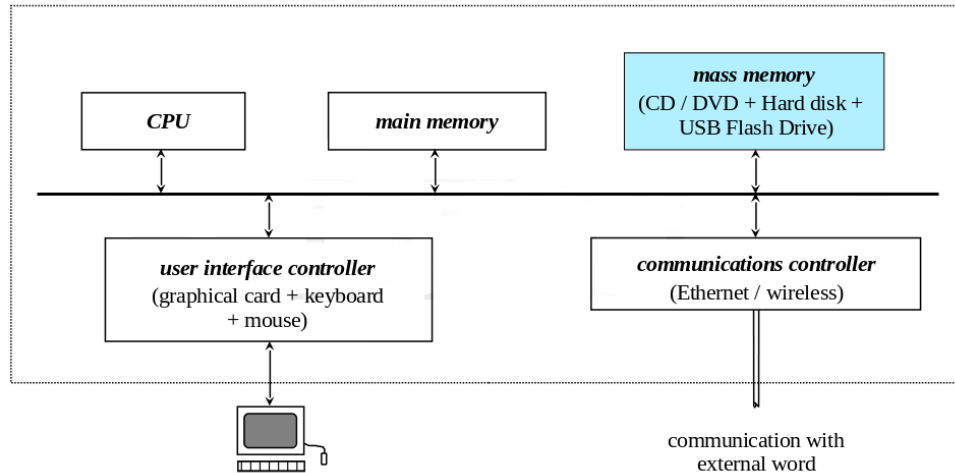 CPU
main memory
mass memory
(CD / DVD + Hard disk +
USB Flash Drive)
user interface controller
(graphical card + keyboard
+ mouse)
communications controller
(Ethernet / wireless)
communication with
external word